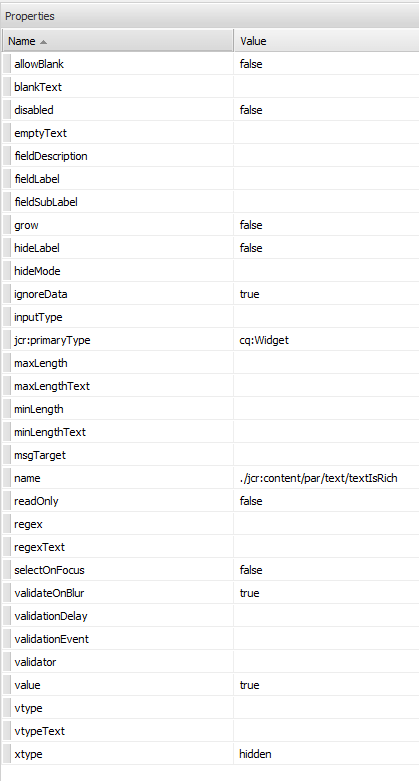 Properties
Name Value
allowBlank false
blankText
disabled false
emptyText
fieldDescription
fieldLabel
fieldSubLabel
grow false
hideLabel false
hideMode
ignoreData true
inputType
jcr:primaryType cq:Widget
maxLength
maxLengthText
minLength
minLengthText
msgTarget
name ./jcr:content/par/text/textIsRich
readOnly false
regex
regexText
selectOnFocus false
validateOnBlur true
validationDelay
validationEvent
validator
value true
vtype
vtypeText
xtype hidden